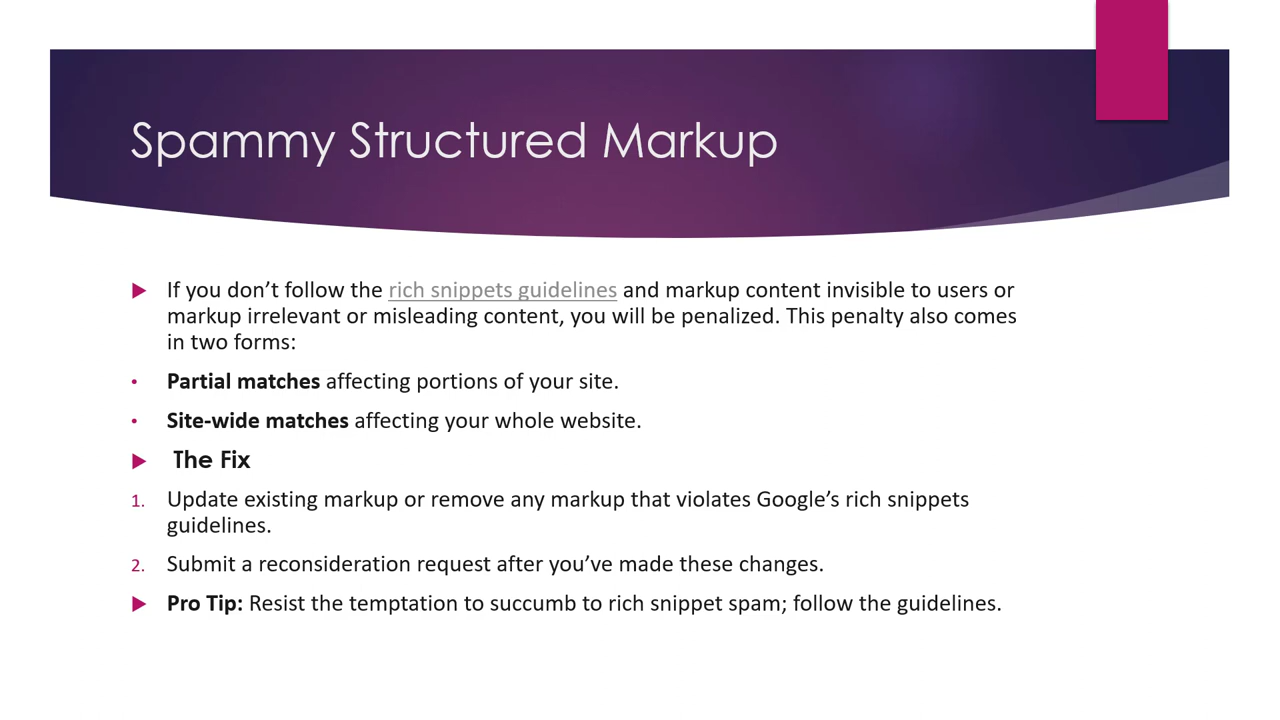 Spammy Structured Markup
If you don’t follow the rich snippets guidelines and markup content invisible to users or
markup irrelevant or misleading content, you will be penalized. This penalty also comes
in two forms:
• Partial matches affecting portions of your site.
• Site-wide matches affecting your whole website.
The Fix
1. Update existing markup or remove any markup that violates Google’s rich snippets
guidelines.
2. Submit a reconsideration request after you’ve made these changes.
Pro Tip: Resist the temptation to succumb to rich snippet spam; follow the guidelines.